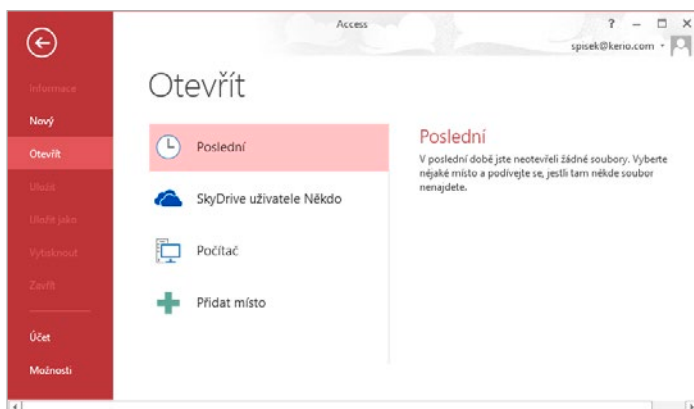 Access
?
spisek@kerio.com
Informace
Otevřít
Nový
Otevřít
Uložit
Uložit jako
Vytisknout
Zavřít
Účet
Možnosti
Poslední
SkyDrive uživatele Někdo
Počítač
Přidat místo
Poslední
V poslední době jste neotevřeli žádné soubory. Vyberte
nějaké místo a podívejte se, jestli tam někde soubor
nenajdete.